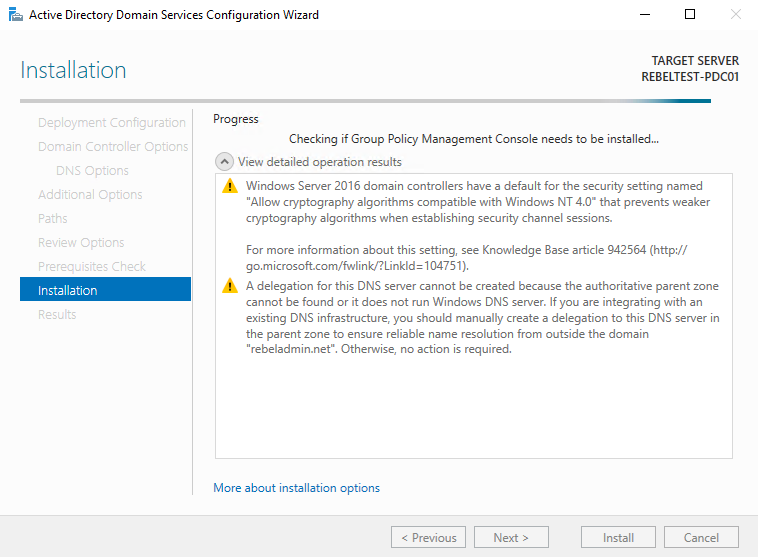 Active Directory Domain Services Configuration Wizard
Installation
TARGET SERVER
REBELTEST-PDC01
Deployment Configuration
Domain Controller Options
DNS Options
Additional Options
Paths
Review Options
Prerequisites Check
Installation
Results
Progress
Checking if Group Policy Management Console needs to be installed...
View detailed operation results
Windows Server 2016 domain controllers have a default for the security setting named
"Allow cryptography algorithms compatible with Windows NT 4.0" that prevents weaker
cryptography algorithms when establishing security channel sessions.
For more information about this setting, see Knowledge Base article 942564 (http://
go.microsoft.com/fwlink/?LinkId=104751).
A delegation for this DNS server cannot be created because the authoritative parent zone
cannot be found or it does not run Windows DNS server. If you are integrating with an
existing DNS infrastructure, you should manually create a delegation to this DNS server in
the parent zone to ensure reliable name resolution from outside the domain
"rebeladmin.net". Otherwise, no action is required.
More about installation options
< Previous
Next >
Install
Cancel